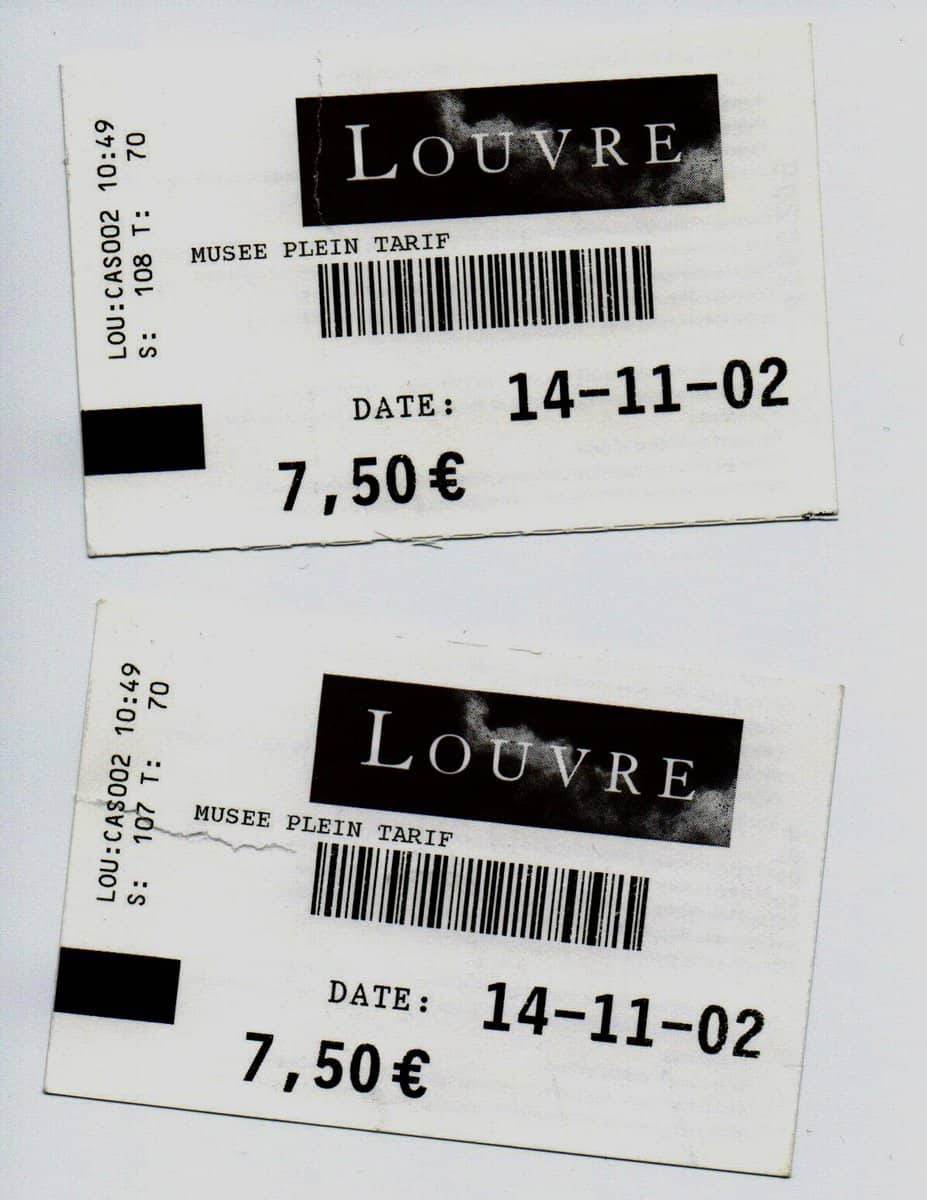 LOUVRE
LOU:CAS002 10:49
S: 108 T: 70
MUSEE PLEIN TARIF
DATE: 14-11-02
7,50€
LOUVRE
LOU:CAS002 10:49
S: 107 T: 70
MUSEE PLEIN TARIF
DATE: 14-11-02
7,50€